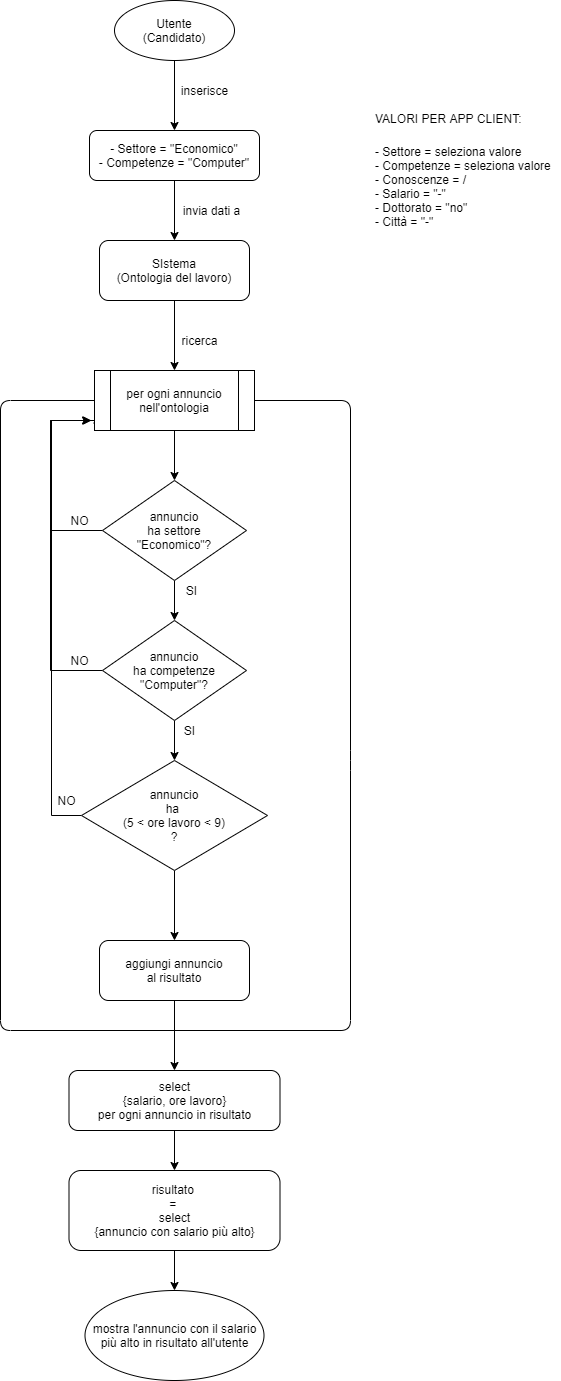 Utente
(Candidato)
inserisce
- Settore = "Economico"
- Competenze = "Computer"
invia dati a
SIstema
(Ontologia del lavoro)
ricerca
per ogni annuncio
nell'ontologia
annuncio
ha settore
"Economico"?
NO
SI
annuncio
ha competenze
"Computer"?
NO
SI
annuncio
ha
(5 < ore lavoro < 9)
?
NO
aggiungi annuncio
al risultato
select
{salario, ore lavoro}
per ogni annuncio in risultato
risultato
=
select
{annuncio con salario più alto}
mostra l'annuncio con il salario
più alto in risultato all'utente
VALORI PER APP CLIENT:
- Settore = seleziona valore
- Competenze = seleziona valore
- Conoscenze = /
- Salario = "-"
- Dottorato = "no"
- Città = "-"